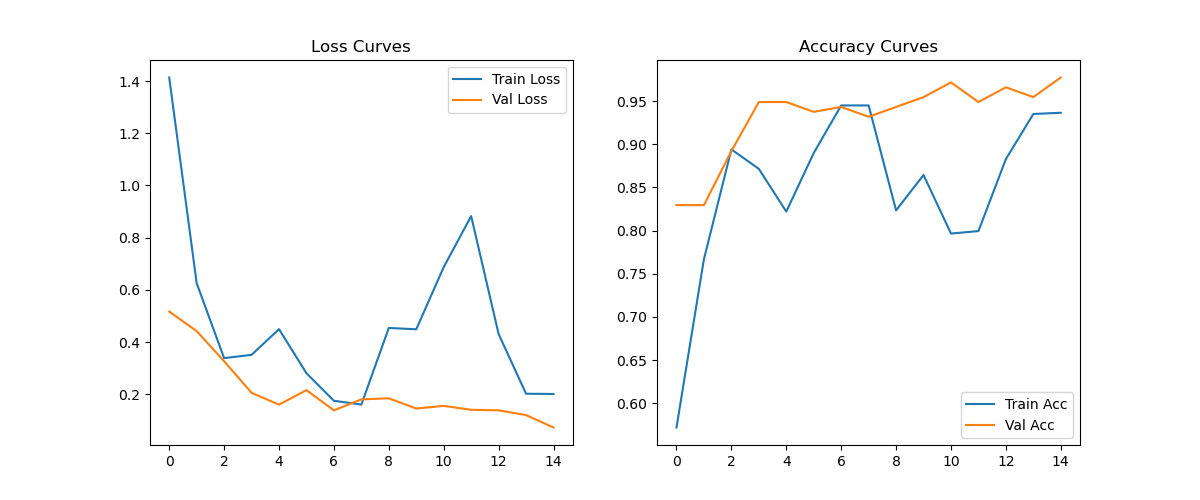 Loss Curves
Train Loss
Val Loss
1.4
1.2
1.0
0.8
0.6
0.4
0.2
0 2 4 6 8 10 12 14
Accuracy Curves
0.95
0.90
0.85
0.80
0.75
0.70
0.65
0.60
Train Acc
Val Acc
0 2 4 6 8 10 12 14